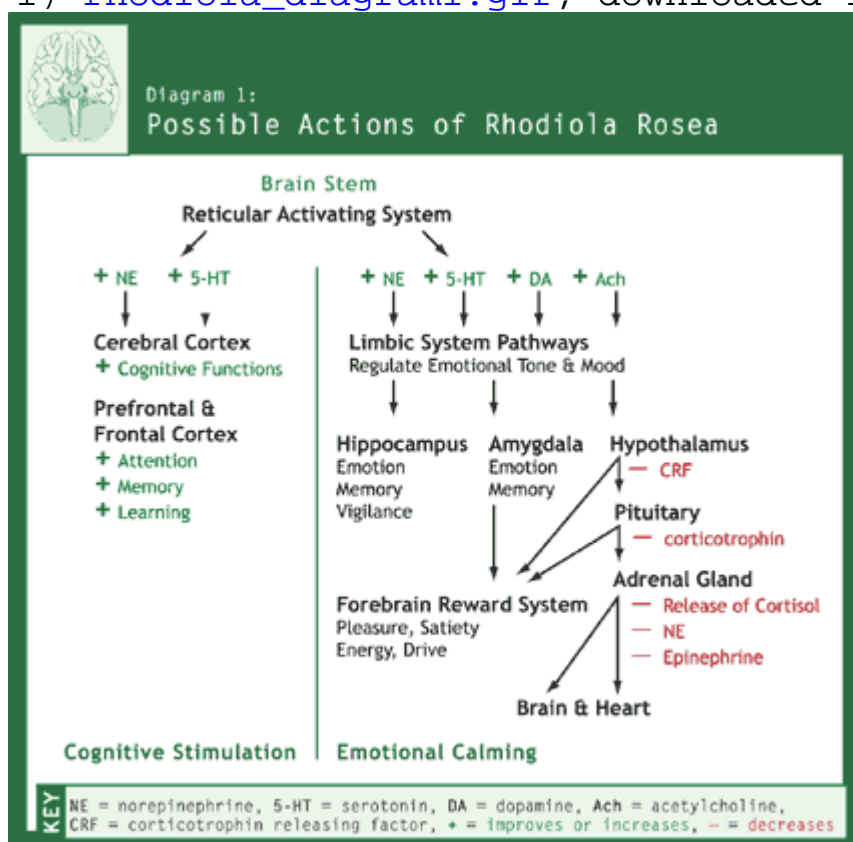 1) rhodiola_diagram1.gif, downloaded
Diagram 1:
Possible Actions of Rhodiola Rosea
Brain Stem
Reticular Activating System
+ NE + 5-HT
Cerebral Cortex
+ Cognitive Functions
Prefrontal &
Frontal Cortex
+ Attention
+ Memory
+ Learning
+ NE + 5-HT + DA + Ach
Limbic System Pathways
Regulate Emotional Tone & Mood
Hippocampus
Emotion
Memory
Vigilance
Amygdala
Emotion
Memory
Hypothalamus
— CRF
Pituitary
— corticotrophin
Adrenal Gland
— Release of Cortisol
— NE
— Epinephrine
Forebrain Reward System
Pleasure, Satiety
Energy, Drive
Brain & Heart
Cognitive Stimulation
Emotional Calming
KEY
NE = norepinephrine, 5-HT = serotonin, DA = dopamine, Ach = acetylcholine,
CRF = corticotrophin releasing factor, + = improves or increases, — = decreases